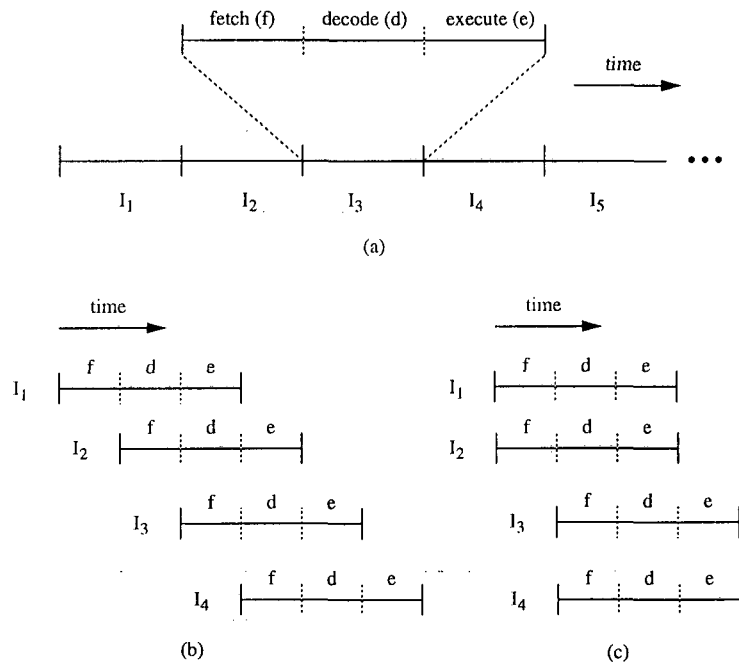 fetch (f) decode (d) execute (e)
time
•••
I1 I2 I3 I4 I5
(a)
time
f d e
I1
f d e
I2
f d e
I3
f d e
I4
(b)
time
f d e
I1
f d e
I2
f d e
I3
f d e
I4
(c)